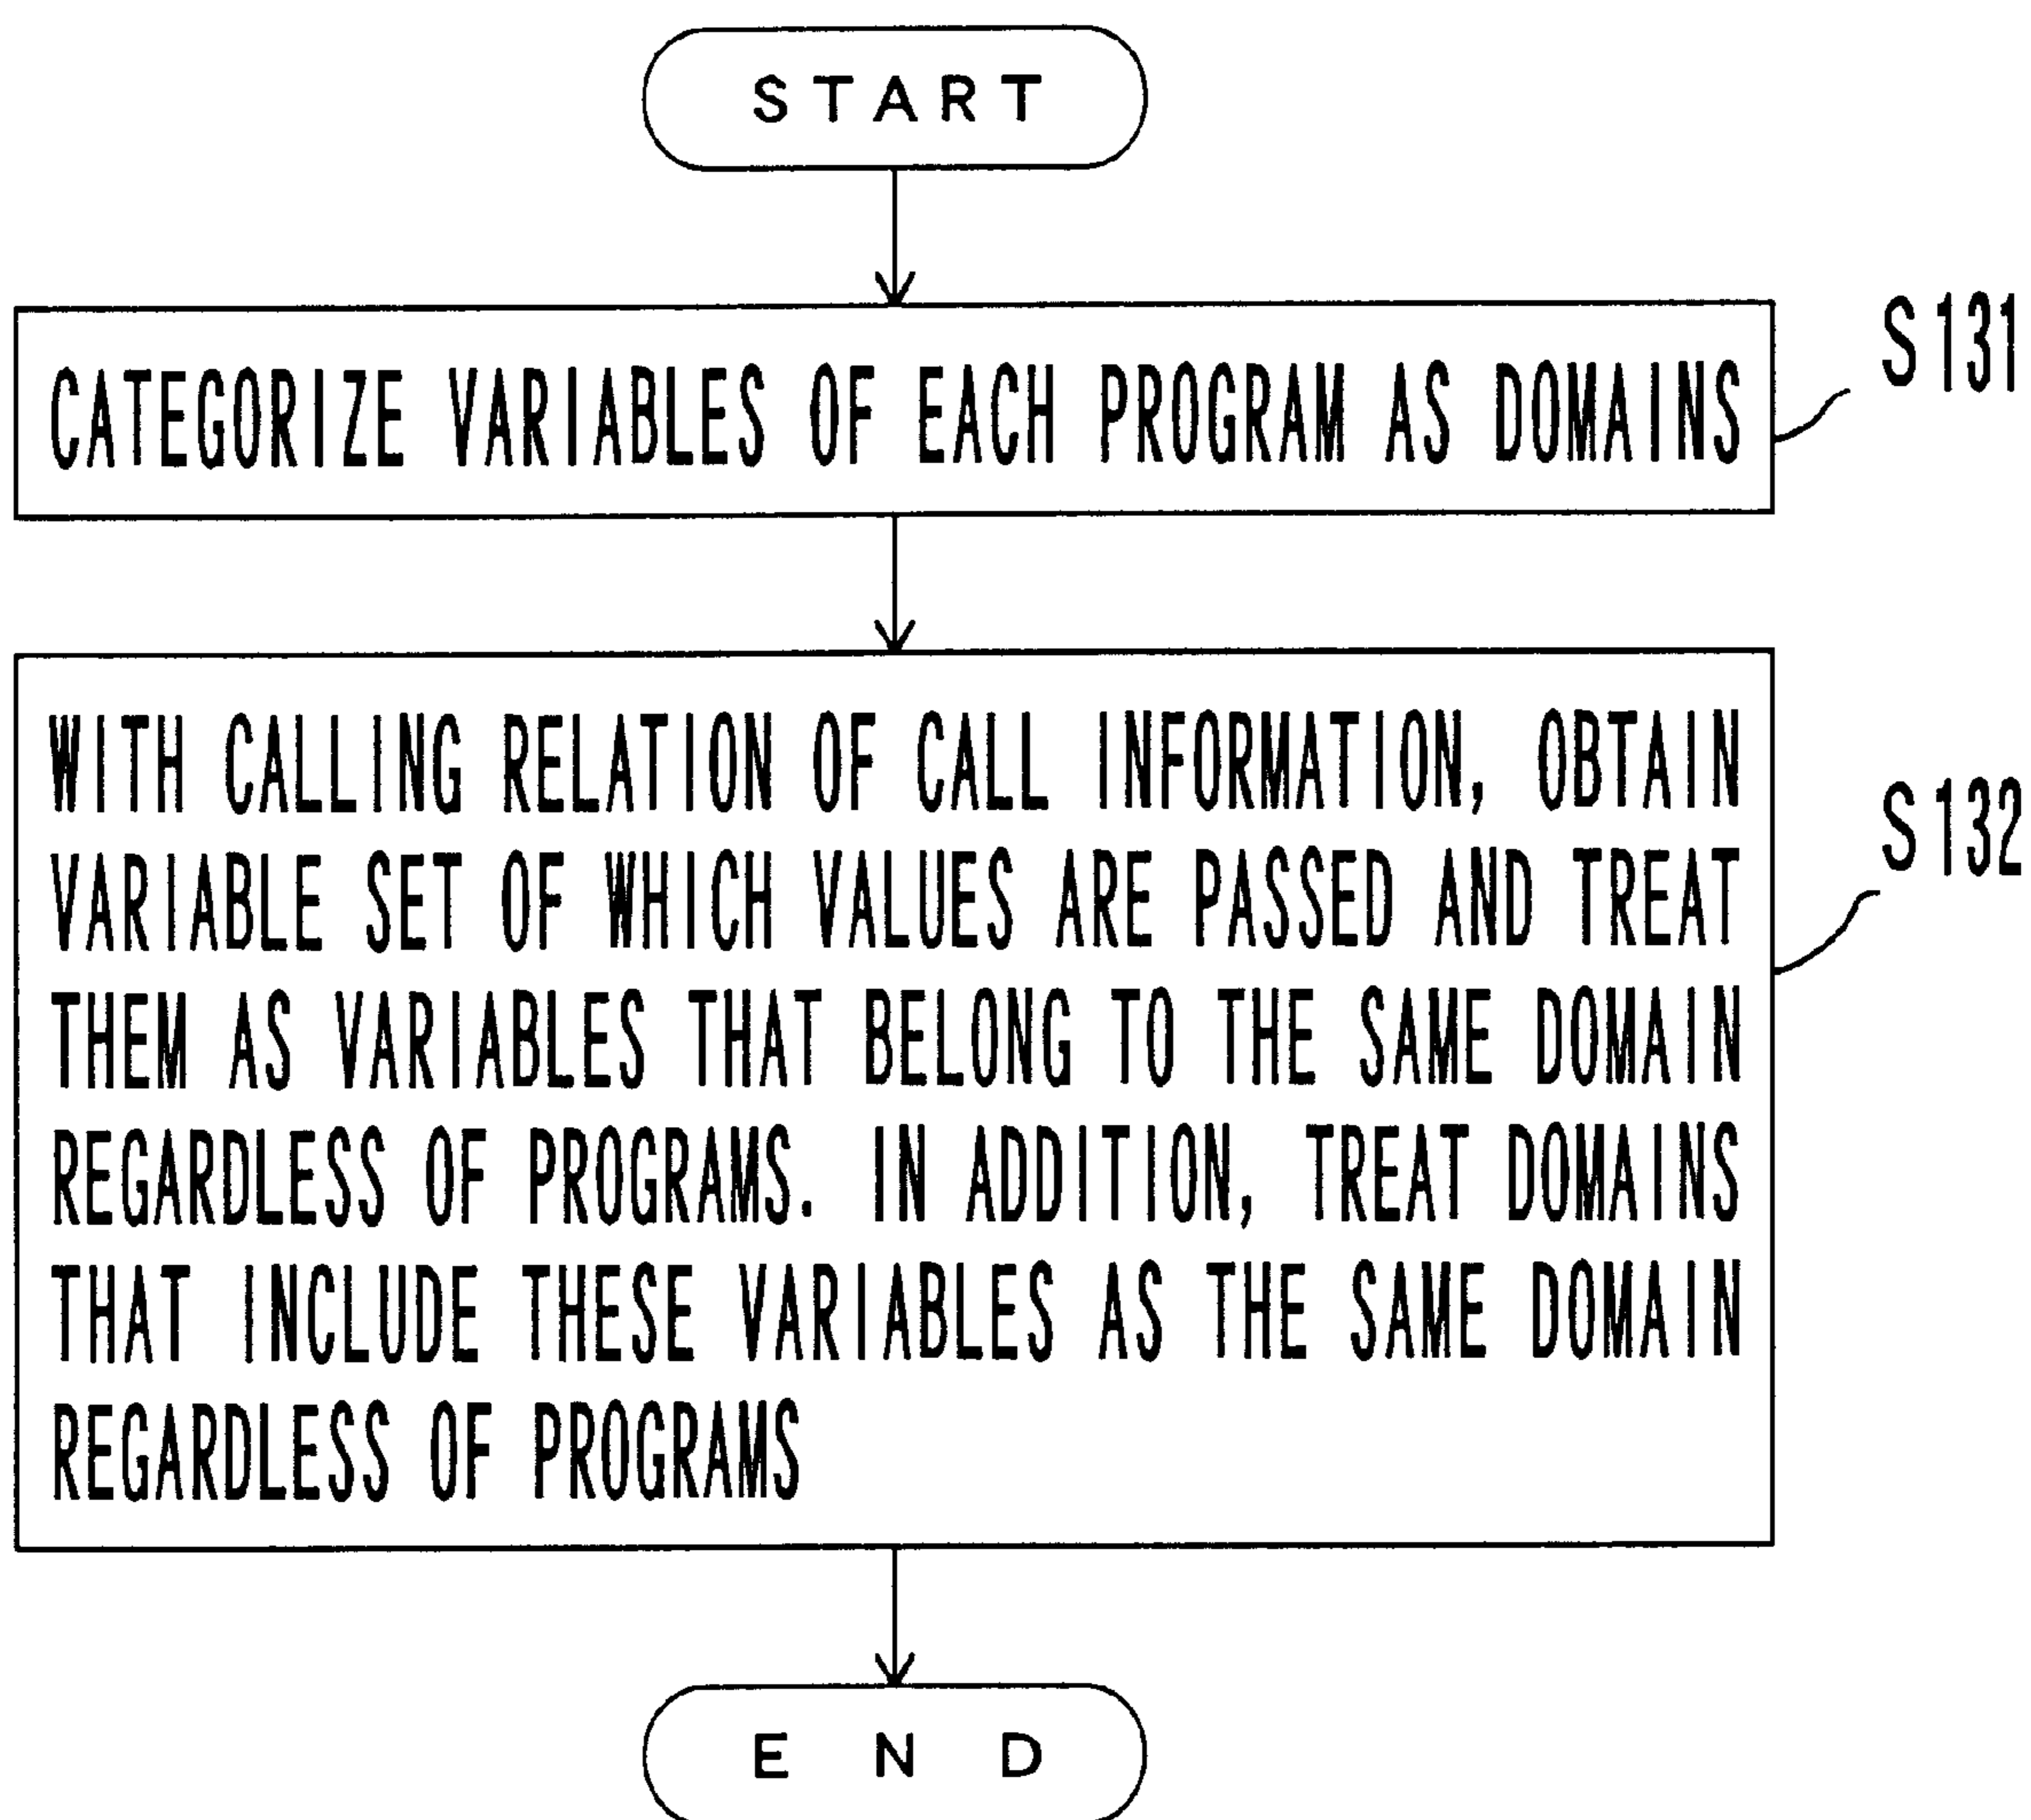 START
S131
CATEGORIZE VARIABLES OF EACH PROGRAM AS DOMAINS
WITH CALLING RELATION OF CALL INFORMATION, OBTAIN
S132
VARIABLE SET OF WHICH VALUES ARE PASSED AND TREAT
THEM AS VARIABLES THAT BELONG TO THE SAME DOMAIN
REGARDLESS OF PROGRAMS. IN ADDITION, TREAT DOMAINS
THAT INCLUDE THESE VARIABLES AS THE SAME DOMAIN
REGARDLESS OF PROGRAMS
END